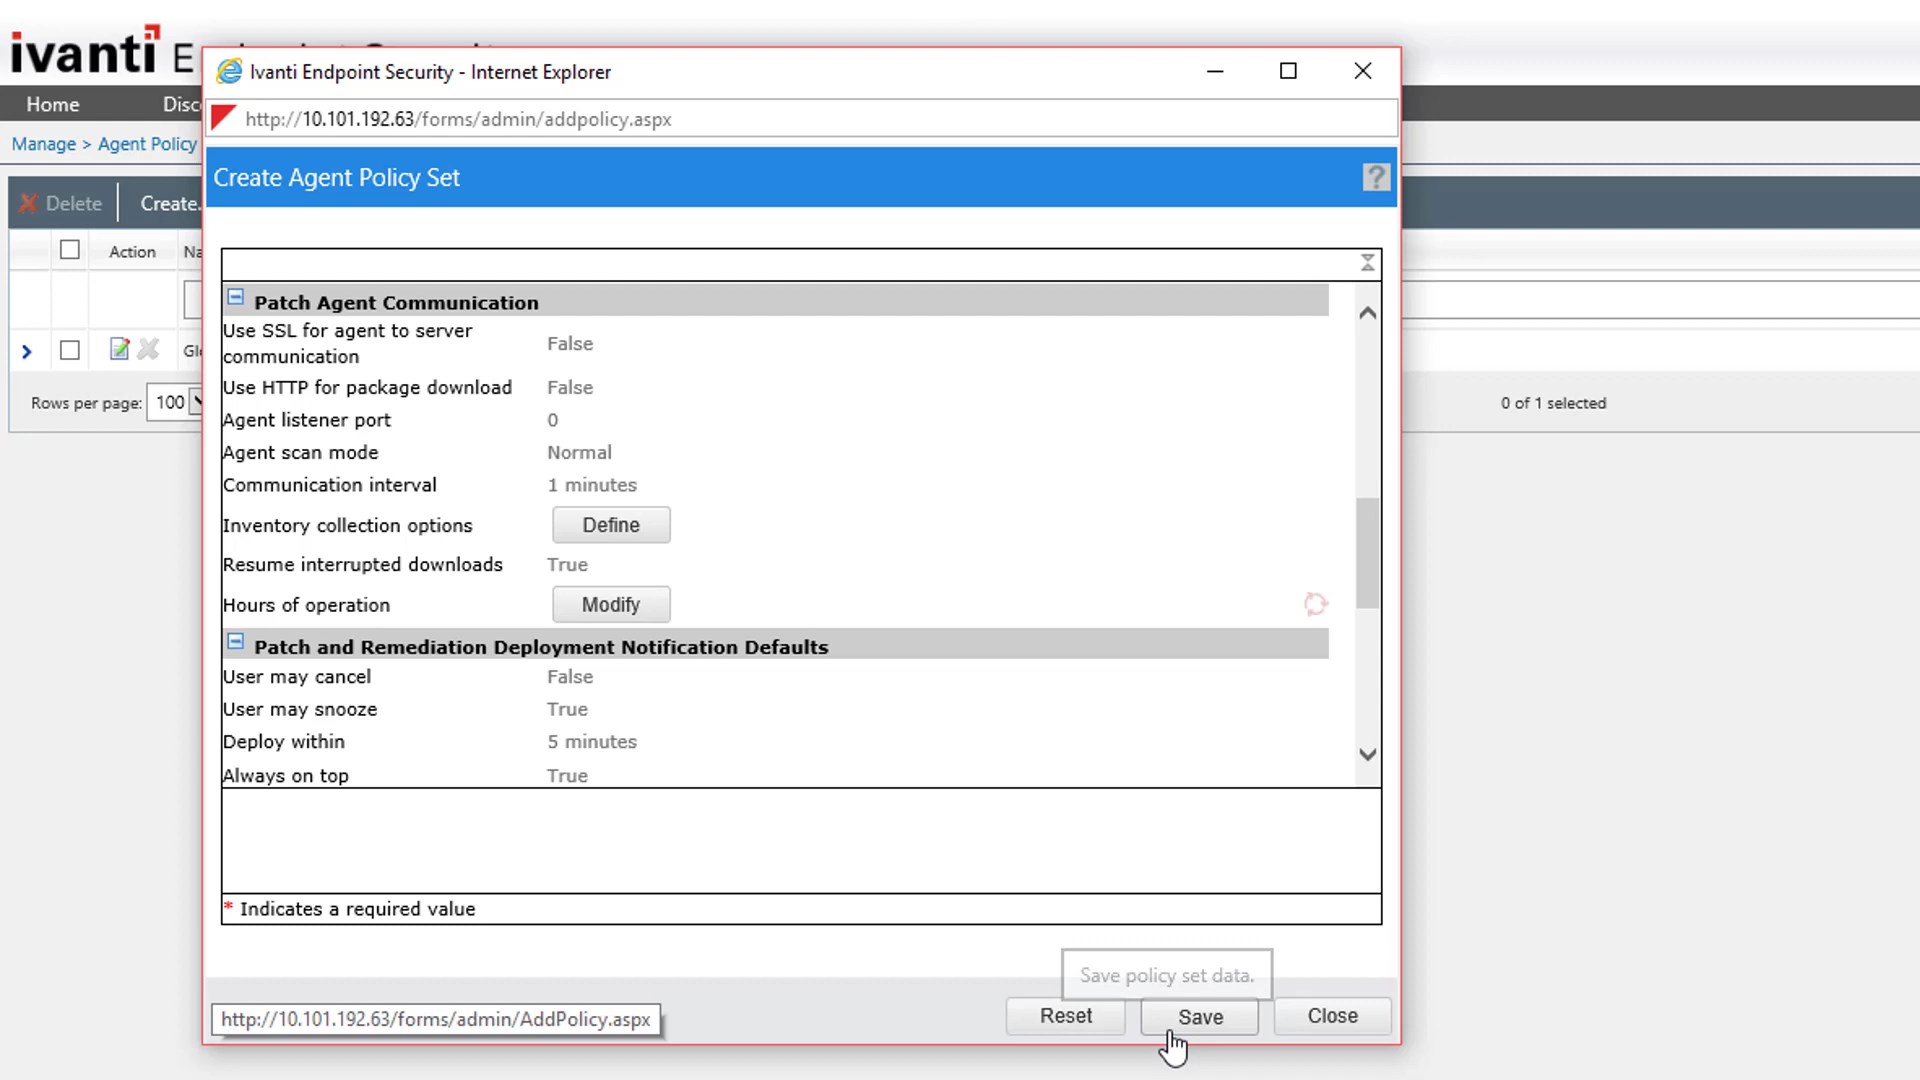 ivanti E
Ivanti Endpoint Security - Internet Explorer
Home
http://10.101.192.63/forms/admin/addpolicy.aspx
Manage > Agent Policy
Create Agent Policy Set
?
Delete
Create.
Action
Patch Agent Communication
Use SSL for agent to server
communication
False
Use HTTP for package download
False
Rows per page: 100
0 of 1 selected
Agent listener port
0
Agent scan mode
Normal
Communication interval
1 minutes
Inventory collection options
Define
Resume interrupted downloads
True
Hours of operation
Modify
Patch and Remediation Deployment Notification Defaults
User may cancel
False
User may snooze
True
Deploy within
5 minutes
Always on top
True
* Indicates a required value
Save policy set data.
http://10.101.192.63/forms/admin/AddPolicy.aspx
Reset
Save
Close